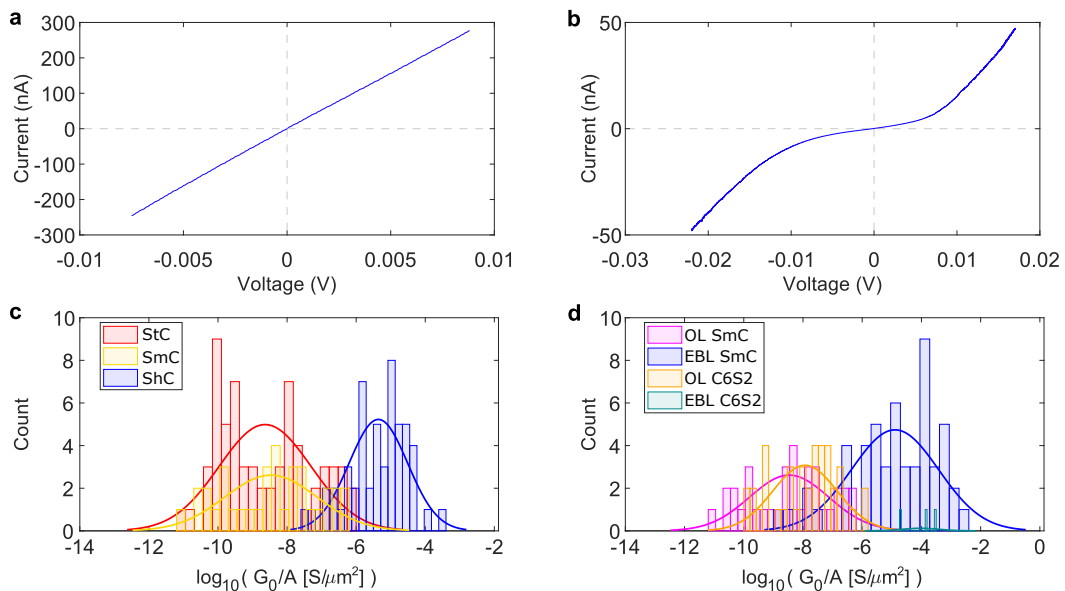 a
300
200
100
0
-100
-200
-300
Current (nA)
-0.01
-0.005
0
0.005
0.01
Voltage (V)
b
50
0
-50
Current (nA)
-0.03
-0.02
-0.01
0
0.01
0.02
Voltage (V)
c
10
8
6
4
2
0
Count
StC
SmC
ShC
-14
-12
-10
-8
-6
-4
-2
log10( G0/A [S/μm2] )
d
10
8
6
4
2
0
Count
OL SmC
EBL SmC
OL C6S2
EBL C6S2
-14
-12
-10
-8
-6
-4
-2
0
log10( G0/A [S/μm2] )